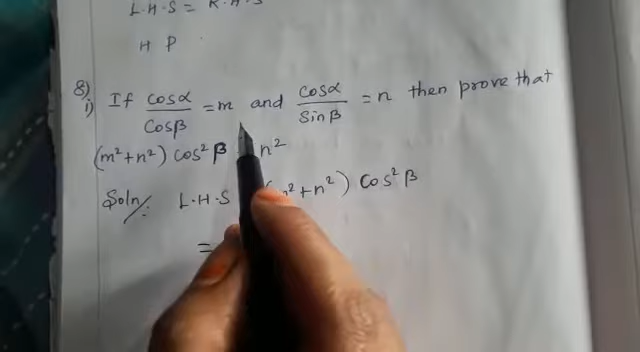 L.H.S = R.H.S
H P
8)
i) If cosα/cosβ = m and cosα/sinβ = n then prove that
(m²+n²) cos²β n²
Soln/: L.H.S (m²+n²) cos²β
=